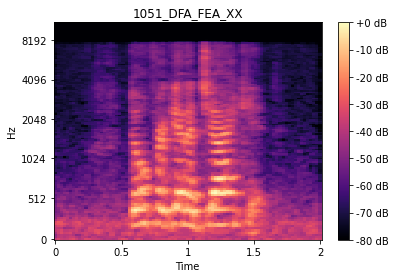 1051_DFA_FEA_XX
+0 dB
8192
-10 dB
4096
-20 dB
-30 dB
Hz
2048
-40 dB
1024
-50 dB
512
-60 dB
-70 dB
0
-80 dB
0
0.5
1
1.5
2
Time